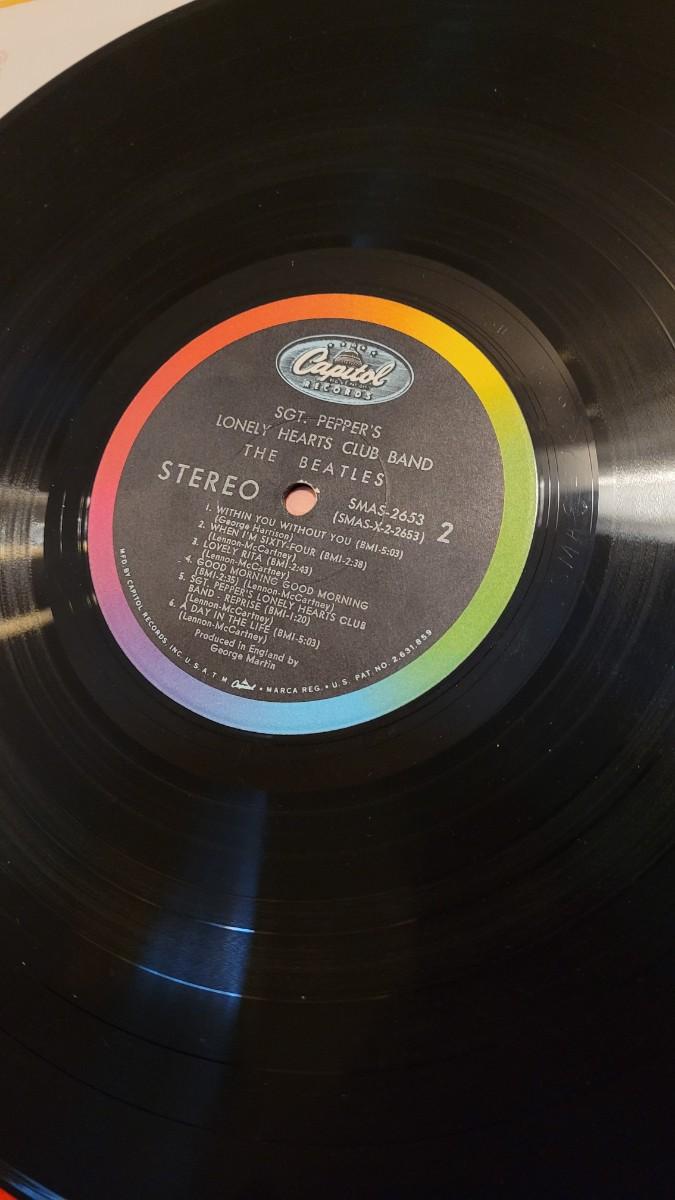 Capitol
RECORDS
SGT. PEPPER'S
LONELY HEARTS CLUB BAND
THE BEATLES
STEREO
SMAS-2653
(SMAS-X-2-2653)
2
1. WITHIN YOU WITHOUT YOU (BMI-5:03)
(George Harrison)
2. WHEN I'M SIXTY-FOUR (BMI-2:38)
(Lennon-McCartney)
3. LOVELY RITA (BMI-2:43)
(Lennon-McCartney)
4. GOOD MORNING GOOD MORNING
(BMI-2:35) (Lennon-McCartney)
5. SGT. PEPPER'S LONELY HEARTS CLUB
BAND - REPRISE (BMI-1:20)
(Lennon-McCartney)
6. A DAY IN THE LIFE (BMI-5:03)
(Lennon-McCartney)
Produced in England by
George Martin
MFD. BY CAPITOL RECORDS, INC. U.S.A. T.M. Capitol • MARCA REG. • U.S. PAT. NO. 2,631,859